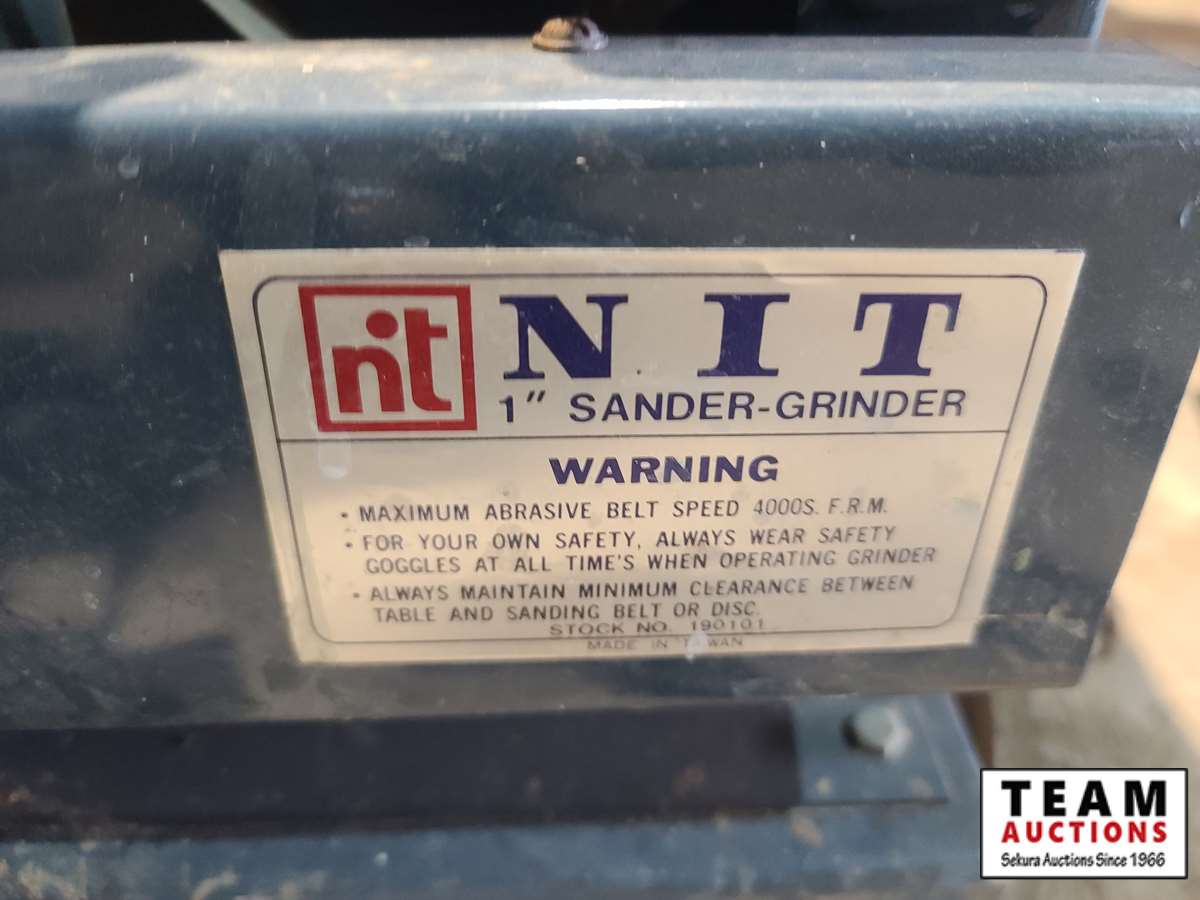 nit NIT
1" SANDER-GRINDER
WARNING
• MAXIMUM ABRASIVE BELT SPEED 4000S. F.R.M.
• FOR YOUR OWN SAFETY, ALWAYS WEAR SAFETY
GOGGLES AT ALL TIME'S WHEN OPERATING GRINDER
• ALWAYS MAINTAIN MINIMUM CLEARANCE BETWEEN
TABLE AND SANDING BELT OR DISC.
STOCK NO. 190101
MADE IN TAIWAN
TEAM
AUCTIONS
Sekura Auctions Since 1966